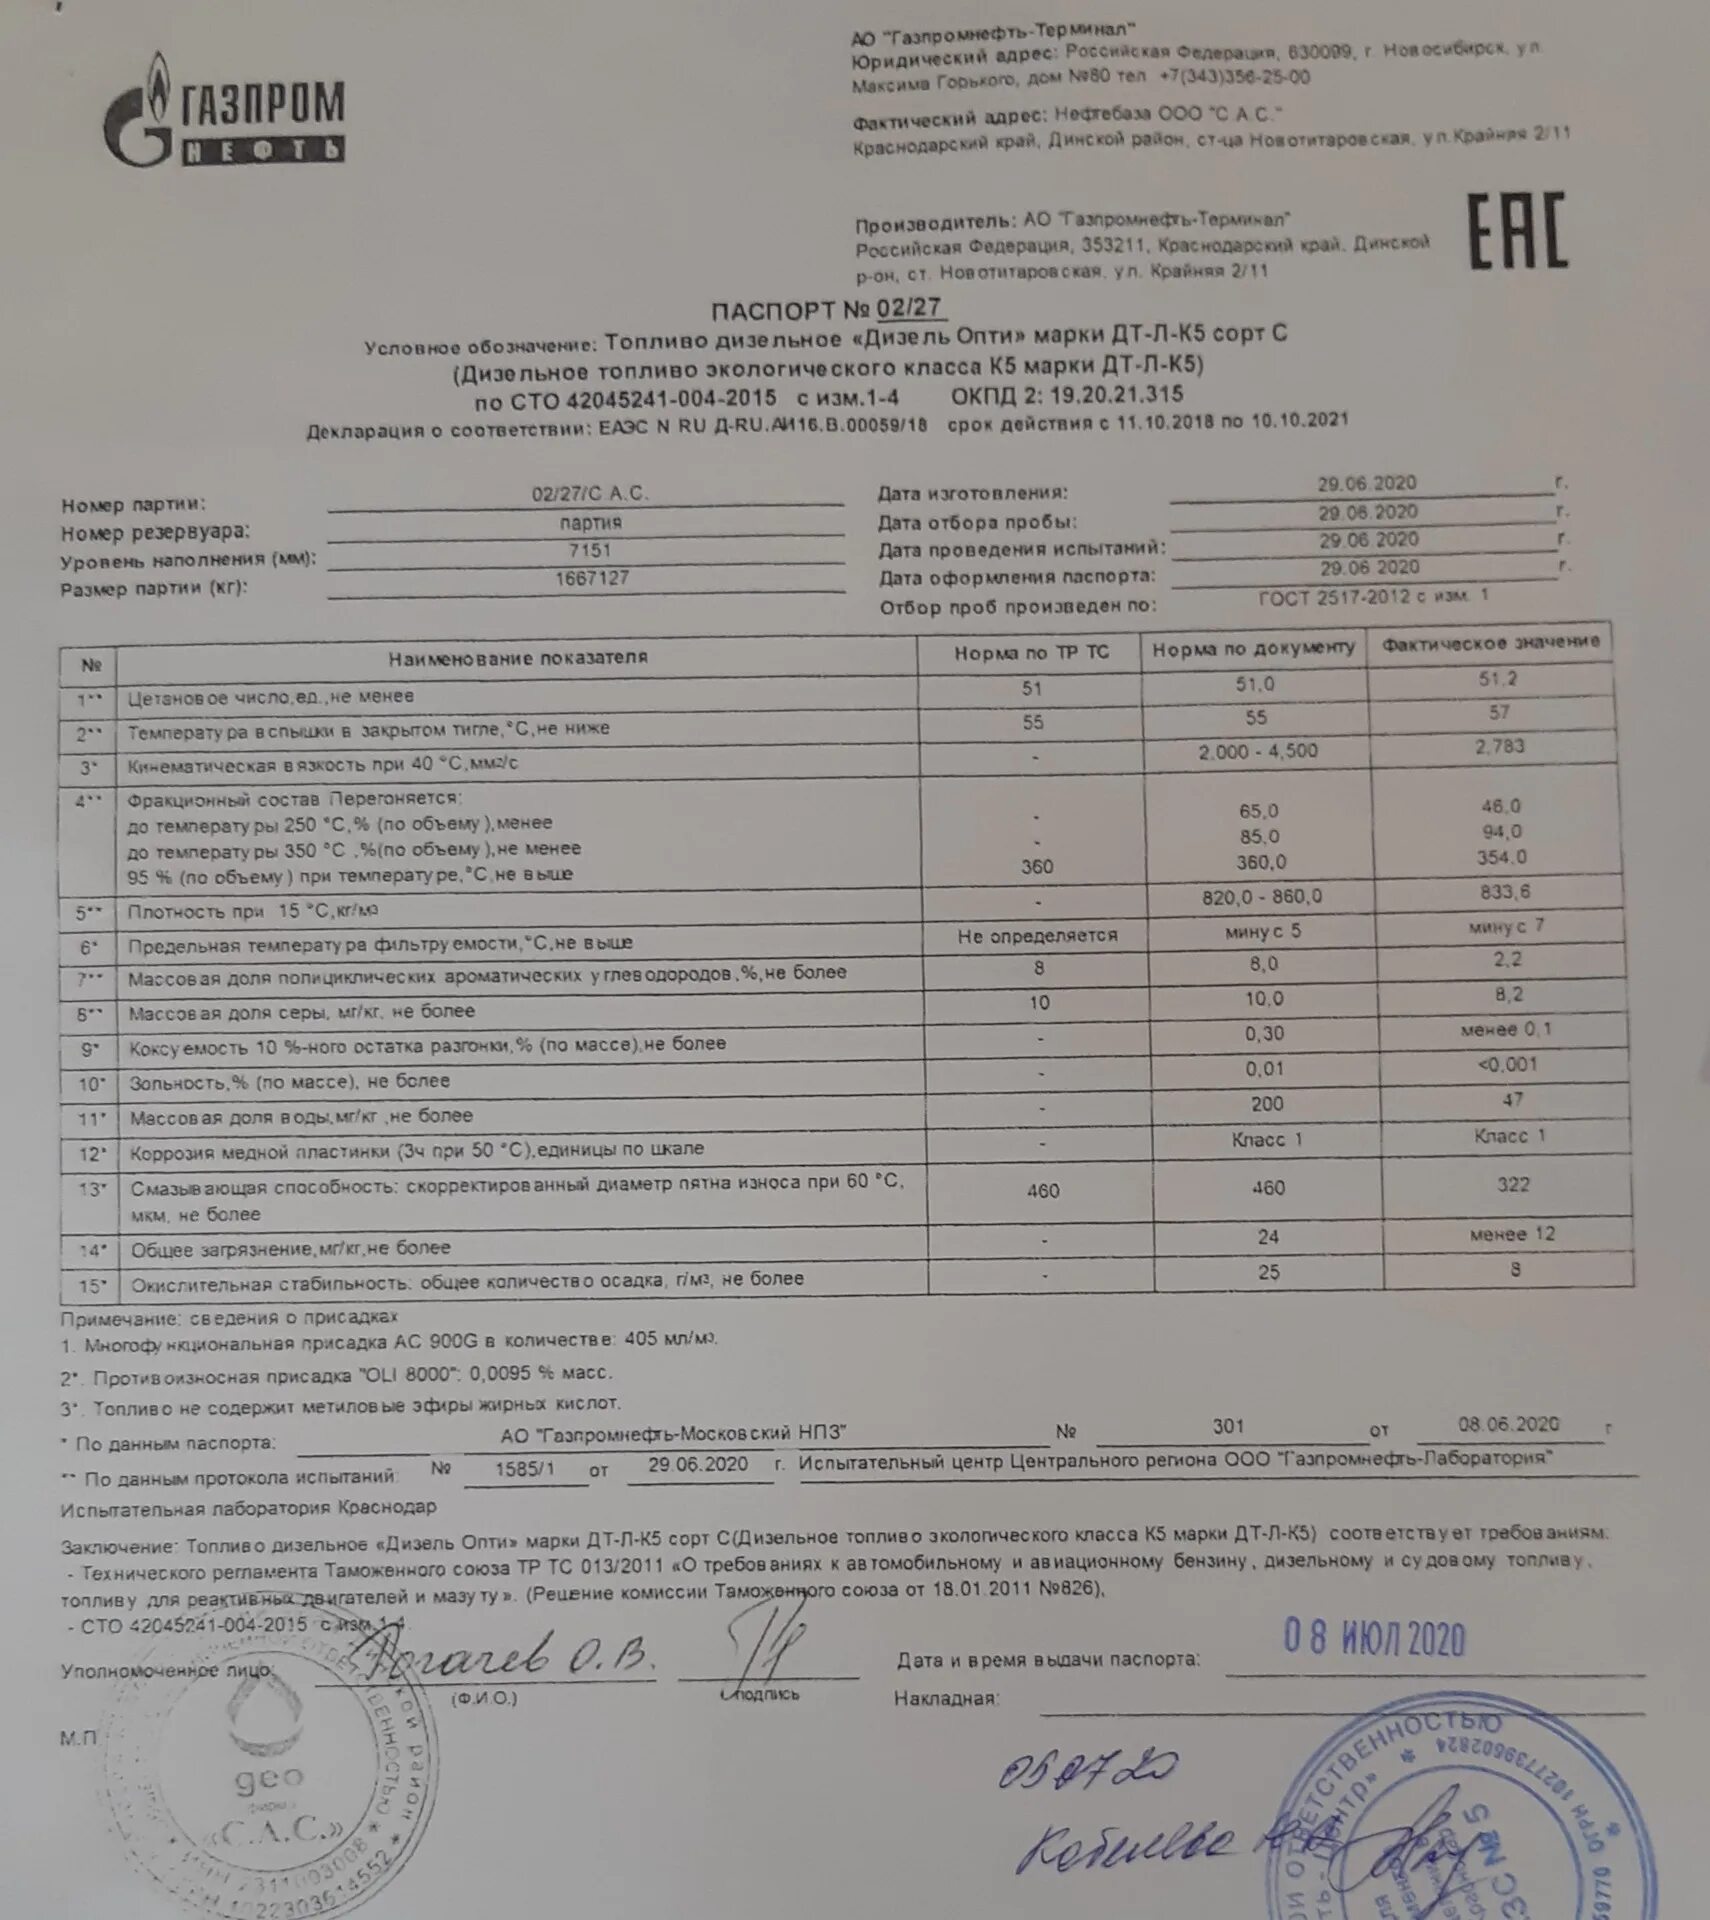 ГАЗПРОМ
НЕФТЬ
АО "Газпромнефть-Терминал"
Юридический адрес: Российская Федерация, 630099, г. Новосибирск, ул.
Максима Горького, дом №80 тел. +7(343)356-25-00
Фактический адрес: Нефтебаза ООО "С.А.С."
Краснодарский край, Динской район, ст-ца Новотитаровская, ул.Крайняя 2/11
Производитель: АО "Газпромнефть-Терминал"
Российская Федерация, 353211, Краснодарский край, Динской
р-он, ст. Новотитаровская, ул. Крайняя 2/11
EAC
ПАСПОРТ № 02/27
Условное обозначение: Топливо дизельное «Дизель Опти» марки ДТ-Л-К5 сорт С
(Дизельное топливо экологического класса К5 марки ДТ-Л-К5)
по СТО 42045241-004-2015 с изм.1-4 ОКПД 2: 19.20.21.315
Декларация о соответствии: ЕАЭС N RU Д-RU.АИ16.В.00059/18 срок действия с 11.10.2018 по 10.10.2021
Номер партии: 02/27/С.А.С. Дата изготовления: 29.06.2020 г.
Номер резервуара: партия Дата отбора пробы: 29.06.2020 г.
Уровень наполнения (мм): 7151 Дата проведения испытаний: 29.06.2020 г.
Размер партии (кг): 1667127 Дата оформления паспорта: 29.06.2020 г.
Отбор проб произведен по: ГОСТ 2517-2012 с изм. 1
№ Наименование показателя Норма по ТР ТС Норма по документу Фактическое значение
1** Цетановое число,ед.,не менее 51 51,0 51,2
2** Температура вспышки в закрытом тигле,°С,не ниже 55 55 57
3* Кинематическая вязкость при 40 °С,мм2/с - 2,000 - 4,500 2,783
4** Фракционный состав Перегоняется:
до температуры 250 °С,% (по объему),менее - 65,0 46,0
до температуры 350 °С ,%(по объему),не менее - 85,0 94,0
95 % (по объему) при температуре,°С,не выше 360 360,0 354,0
5** Плотность при 15 °С,кг/м3 - 820,0 - 860,0 833,6
6* Предельная температура фильтруемости,°С,не выше Не определяется минус 5 минус 7
7** Массовая доля полициклических ароматических углеводородов,%,не более 8 8,0 2,2
8** Массовая доля серы, мг/кг, не более 10 10,0 8,2
9* Коксуемость 10 %-ного остатка разгонки,% (по массе),не более - 0,30 менее 0,1
10* Зольность,% (по массе), не более - 0,01 <0,001
11* Массовая доля воды,мг/кг ,не более - 200 47
12* Коррозия медной пластинки (3ч при 50 °С),единицы по шкале - Класс 1 Класс 1
13* Смазывающая способность: скорректированный диаметр пятна износа при 60 °С,
мкм, не более 460 460 322
14* Общее загрязнение,мг/кг,не более - 24 менее 12
15* Окислительная стабильность: общее количество осадка, г/м3, не более - 25 8
Примечание: сведения о присадках
1. Многофункциональная присадка АС 900G в количестве: 405 мл/м3.
2*. Противоизносная присадка "OLI 8000": 0,0095 % масс.
3*. Топливо не содержит метиловые эфиры жирных кислот.
* По данным паспорта: АО "Газпромнефть-Московский НПЗ" № 301 от 08.06.2020 г
** По данным протокола испытаний: № 1585/1 от 29.06.2020 г. Испытательный центр Центрального региона ООО "Газпромнефть-Лаборатория"
Испытательная лаборатория Краснодар
Заключение: Топливо дизельное «Дизель Опти» марки ДТ-Л-К5 сорт С(Дизельное топливо экологического класса К5 марки ДТ-Л-К5) соответствует требованиям:
- Технического регламента Таможенного союза ТР ТС 013/2011 «О требованиях к автомобильному и авиационному бензину, дизельному и судовому топливу,
топливу для реактивных двигателей и мазуту». (Решение комиссии Таможенного союза от 18.01.2011 №826),
- СТО 42045241-004-2015 с изм.1-4
Уполномоченное лицо: Рогачев О.В.
(Ф.И.О.) подпись
Дата и время выдачи паспорта: 08 ИЮЛ 2020
Накладная:
М.П
geo
фирма
«С.А.С.»